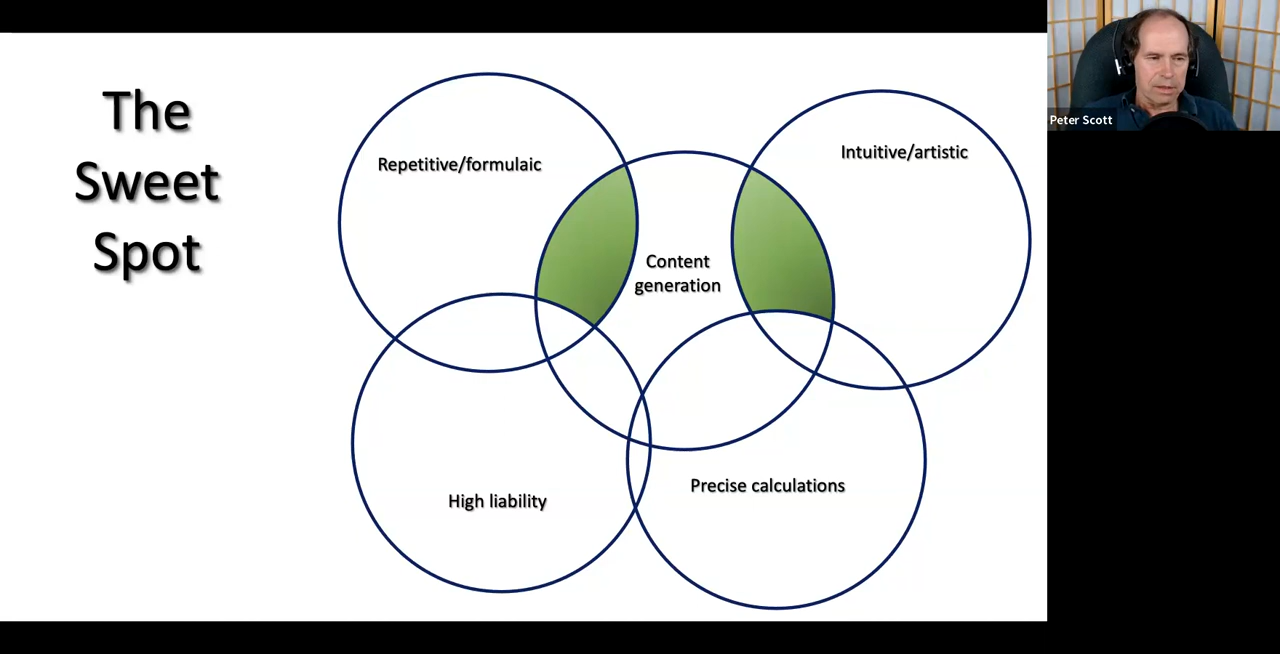 The
Sweet
Spot
Repetitive/formulaic
Intuitive/artistic
Content
generation
High liability
Precise calculations
Peter Scott